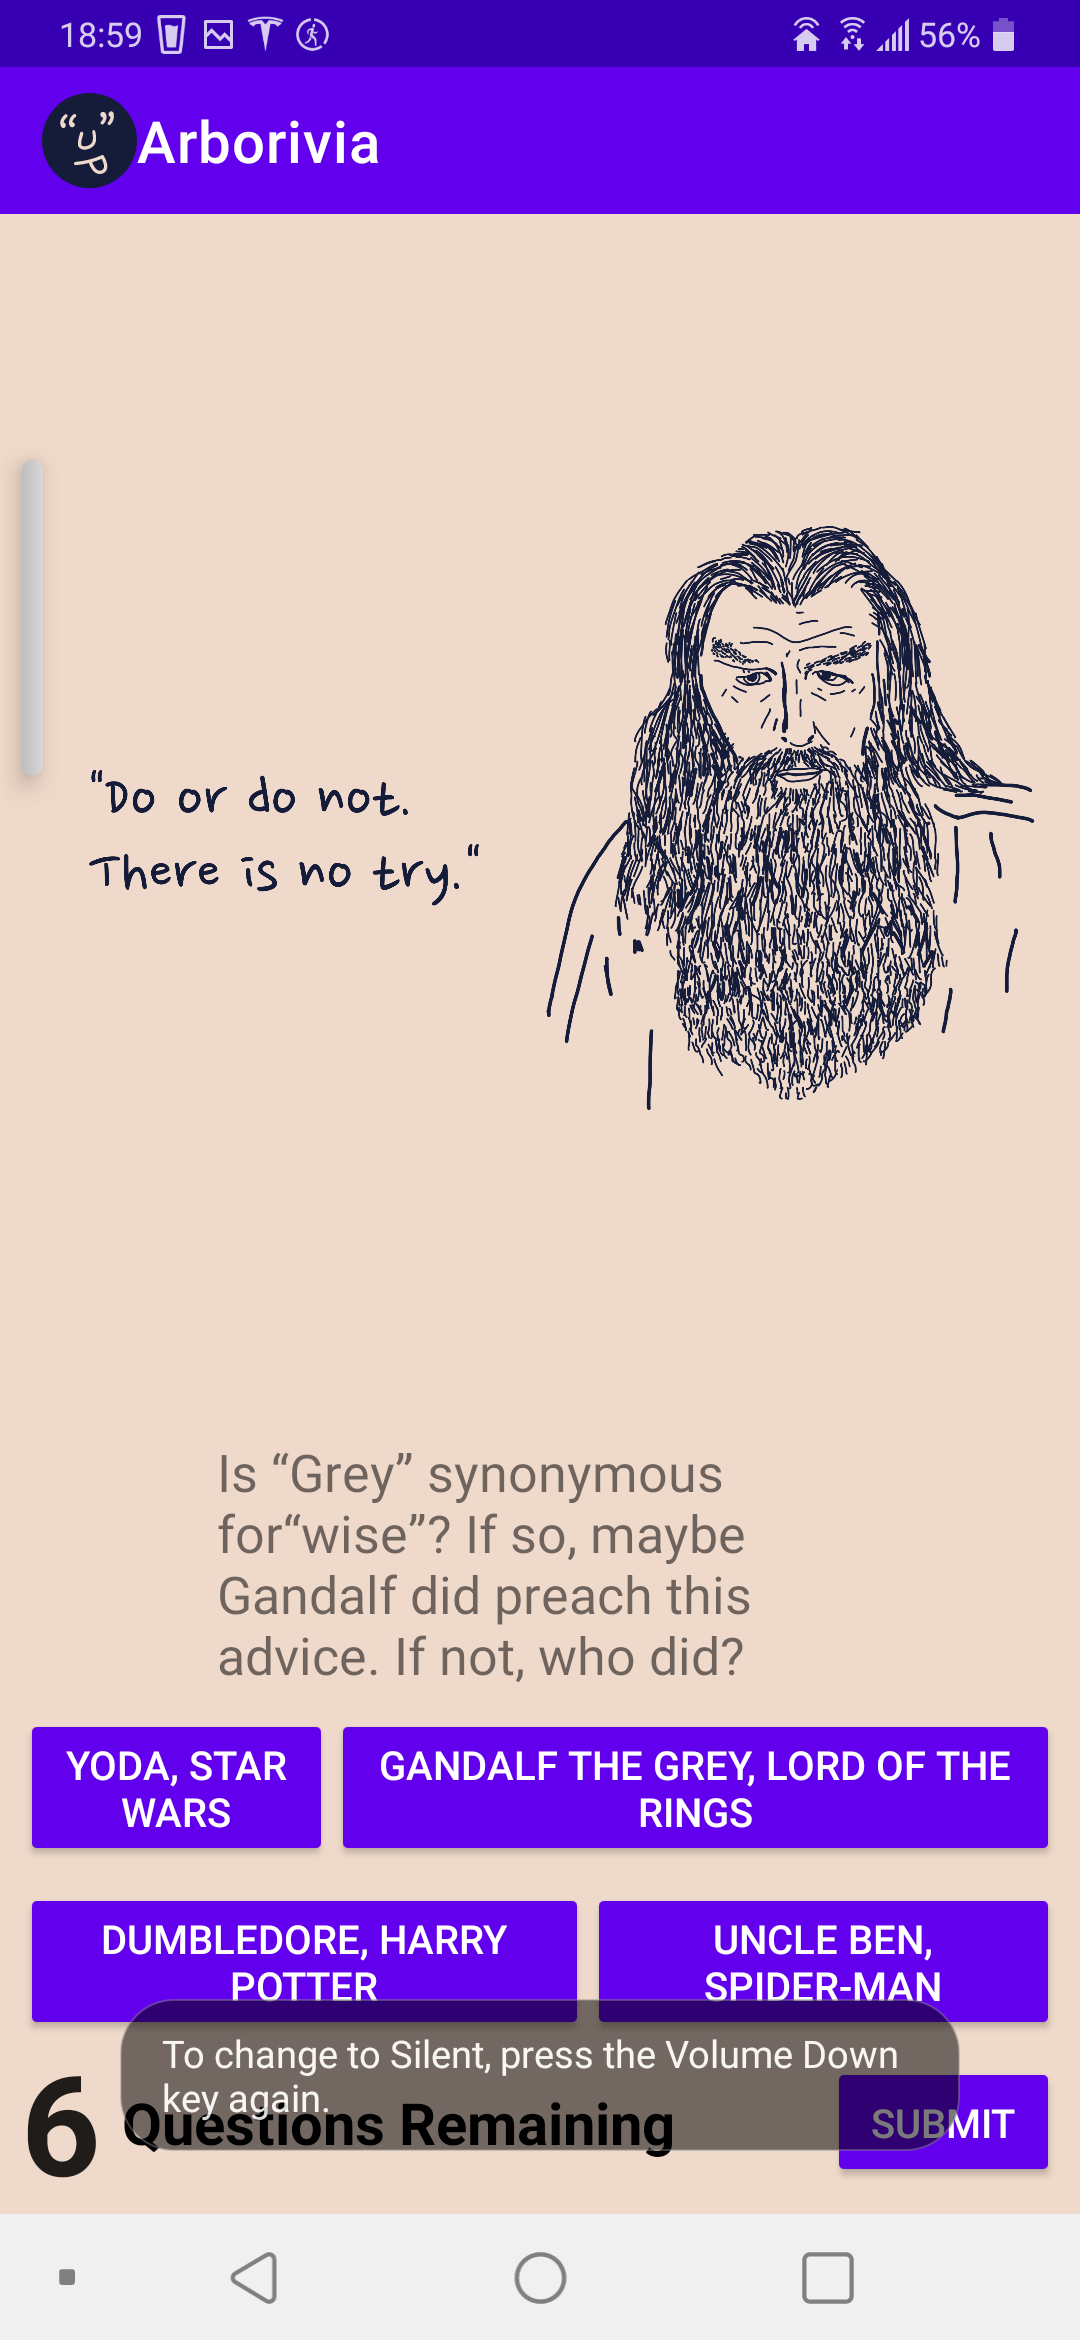 18:59
56%
Arborivia
"Do or do not.
There is no try."
Is “Grey” synonymous
for“wise”? If so, maybe
Gandalf did preach this
advice. If not, who did?
YODA, STAR
WARS
GANDALF THE GREY, LORD OF THE
RINGS
DUMBLEDORE, HARRY
POTTER
UNCLE BEN,
SPIDER-MAN
To change to Silent, press the Volume Down
key again.
6 Questions Remaining
SUBMIT